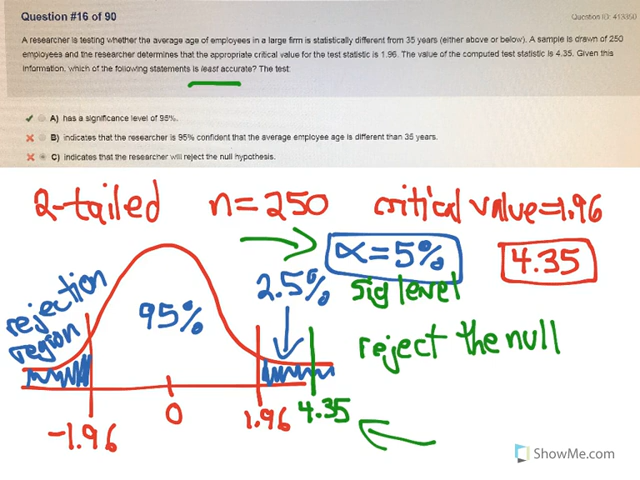 Question #16 of 90
Question ID: 413350
A researcher is testing whether the average age of employees in a large firm is statistically different from 35 years (either above or below). A sample is drawn of 250
employees and the researcher determines that the appropriate critical value for the test statistic is 1.96. The value of the computed test statistic is 4.35. Given this
information, which of the following statements is least accurate? The test:
A) has a significance level of 95%.
B) indicates that the researcher is 95% confident that the average employee age is different than 35 years.
C) indicates that the researcher will reject the null hypothesis.
2-tailed n=250 critical value=1.96
α=5% 4.35
rejection region
95%
2.5% sig level
reject the null
-1.96 0 1.96 4.35
ShowMe.com